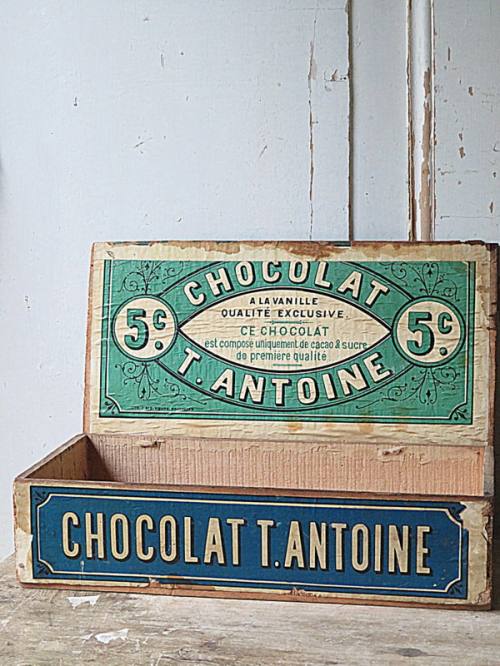 CHOCOLAT
A LA VANILLE
QUALITÉ EXCLUSIVE
5c. 5c.
CE CHOCOLAT
est composé uniquement de cacao & sucre
de première qualité
T. ANTOINE
CHOCOLAT T. ANTOINE